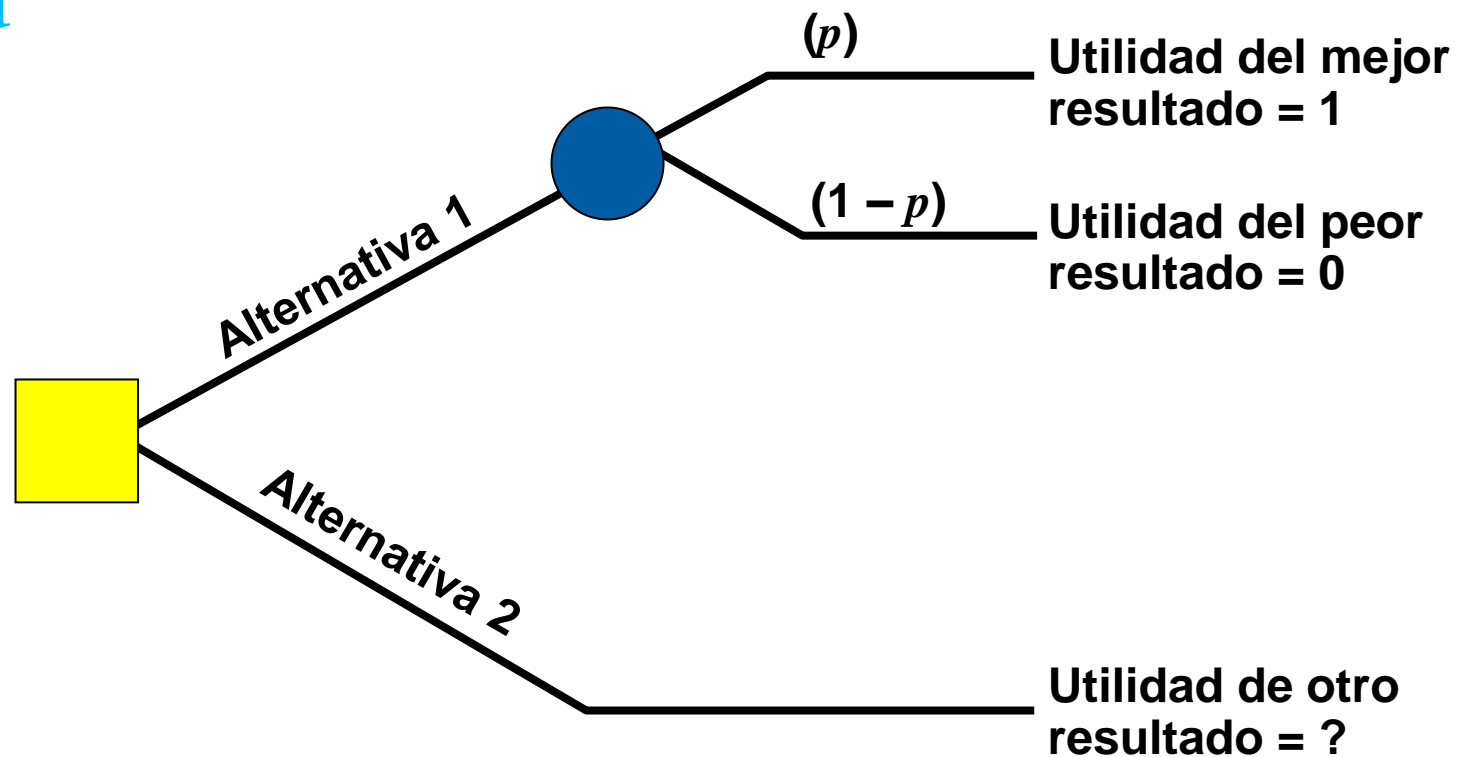 (p)
Utilidad del mejor
resultado = 1
(1 – p)
Utilidad del peor
resultado = 0
Alternativa 1
Alternativa 2
Utilidad de otro
resultado = ?